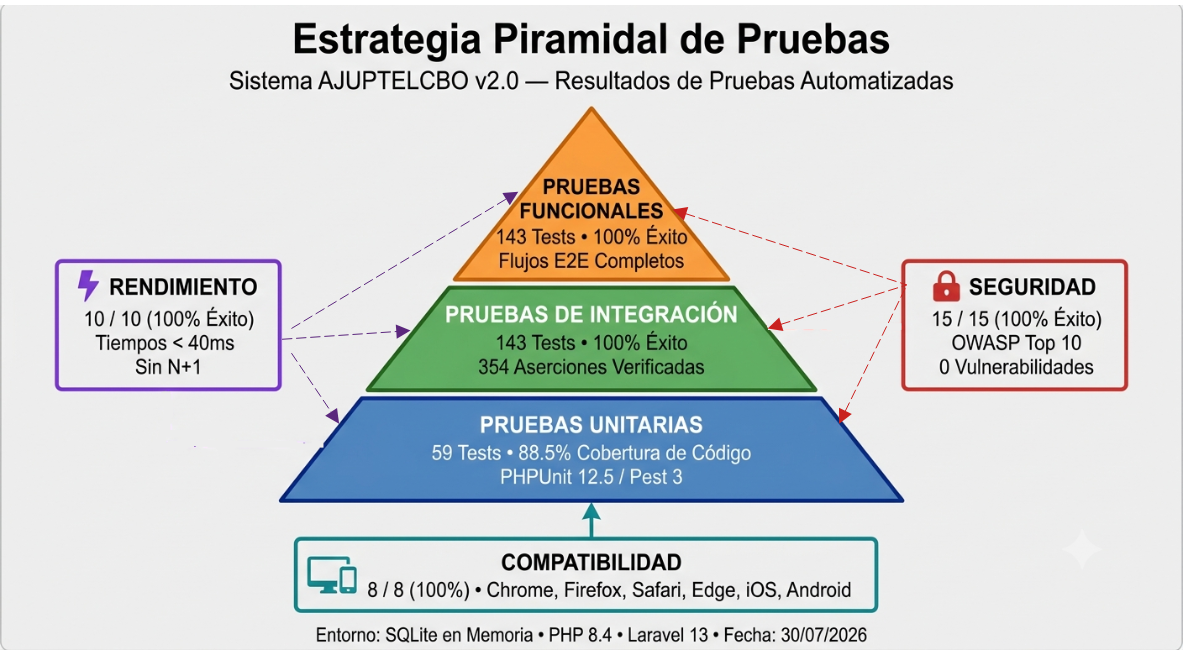 Estrategia Piramidal de Pruebas
Sistema AJUPTELCBO v2.0 — Resultados de Pruebas Automatizadas
PRUEBAS
FUNCIONALES
143 Tests • 100% Éxito
Flujos E2E Completos
RENDIMIENTO
10 / 10 (100% Éxito)
Tiempos < 40ms
Sin N+1
PRUEBAS DE INTEGRACIÓN
143 Tests • 100% Éxito
354 Aserciones Verificadas
SEGURIDAD
15 / 15 (100% Éxito)
OWASP Top 10
0 Vulnerabilidades
PRUEBAS UNITARIAS
59 Tests • 88.5% Cobertura de Código
PHPUnit 12.5 / Pest 3
COMPATIBILIDAD
8 / 8 (100%) • Chrome, Firefox, Safari, Edge, iOS, Android
Entorno: SQLite en Memoria • PHP 8.4 • Laravel 13 • Fecha: 30/07/2026